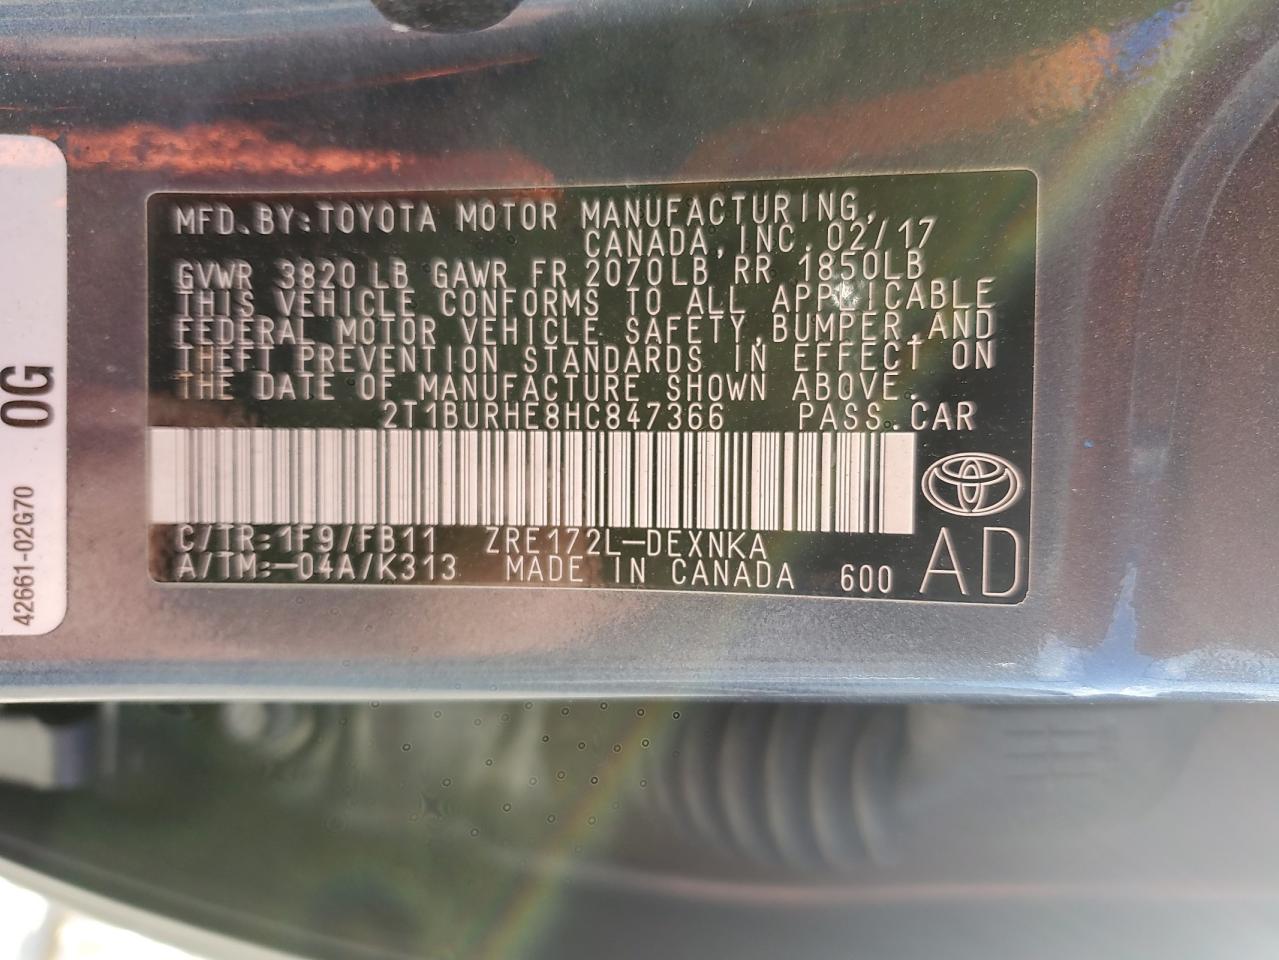 MFD.BY:TOYOTA MOTOR MANUFACTURING,
CANADA,INC.02/17
GVWR 3820LB GAWR FR 2070LB RR 1850LB
THIS VEHICLE CONFORMS TO ALL APPLICABLE
FEDERAL MOTOR VEHICLE SAFETY,BUMPER,AND
THEFT PREVENTION STANDARDS IN EFFECT ON
THE DATE OF MANUFACTURE SHOWN ABOVE.
2T1BURHE8HC847366 PASS.CAR
C/TR:1F9/FB11 ZRE172L-DEXNKA
A/TM:-04A/K313 MADE IN CANADA 600
AD
0G
42661-02G70